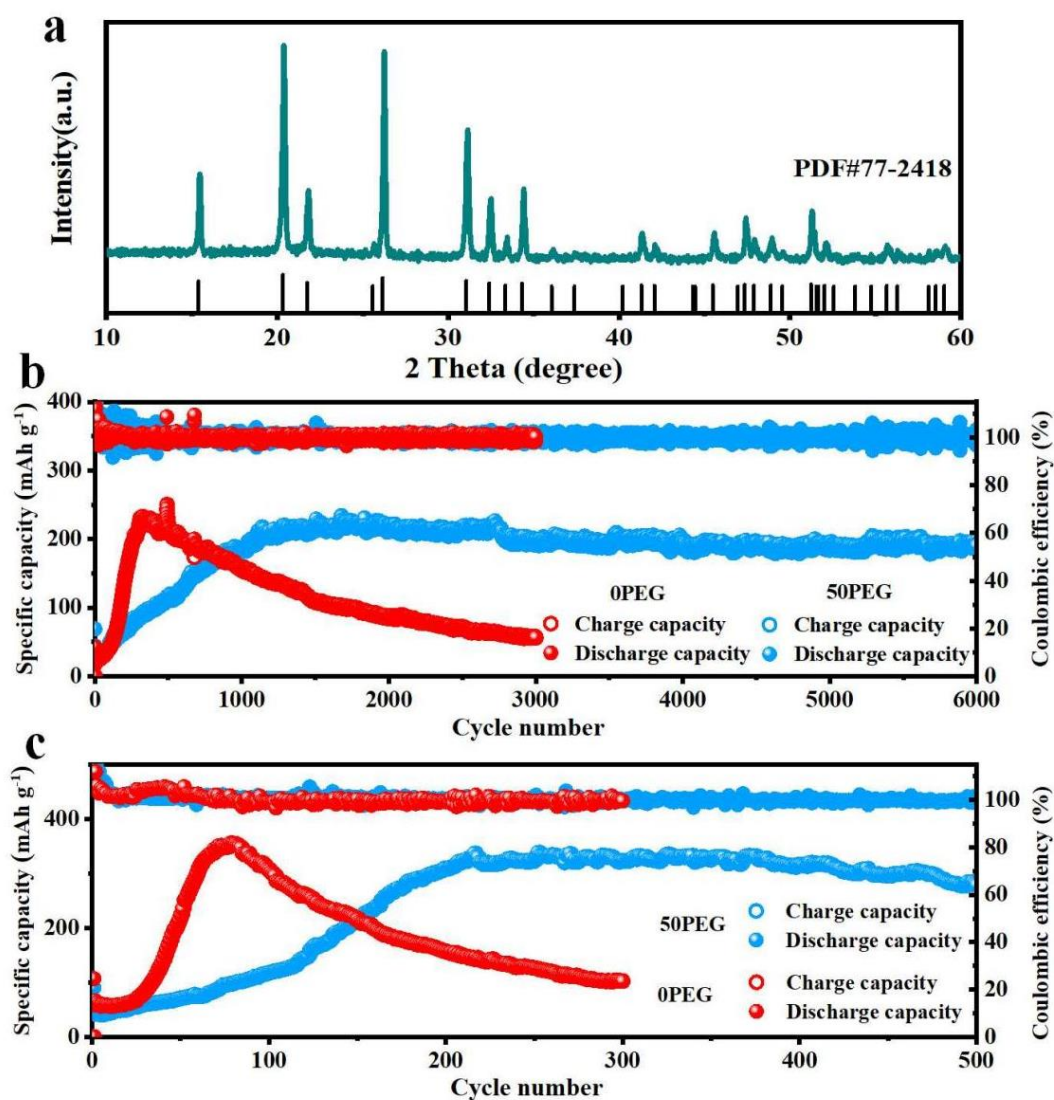 a
Intensity(a.u.)
PDF#77-2418
10 20 30 40 50 60
2 Theta (degree)
b
Specific capacity (mAh g⁻¹)
400
300
200
100
0
Coulombic efficiency (%)
100
80
60
40
20
0
0PEG 50PEG
Charge capacity Charge capacity
Discharge capacity Discharge capacity
0 1000 2000 3000 4000 5000 6000
Cycle number
c
Specific capacity (mAh g⁻¹)
400
300
200
0
Coulombic efficiency (%)
100
80
60
40
20
0
50PEG
Charge capacity
Discharge capacity
0PEG
Charge capacity
Discharge capacity
0 100 200 300 400 500
Cycle number